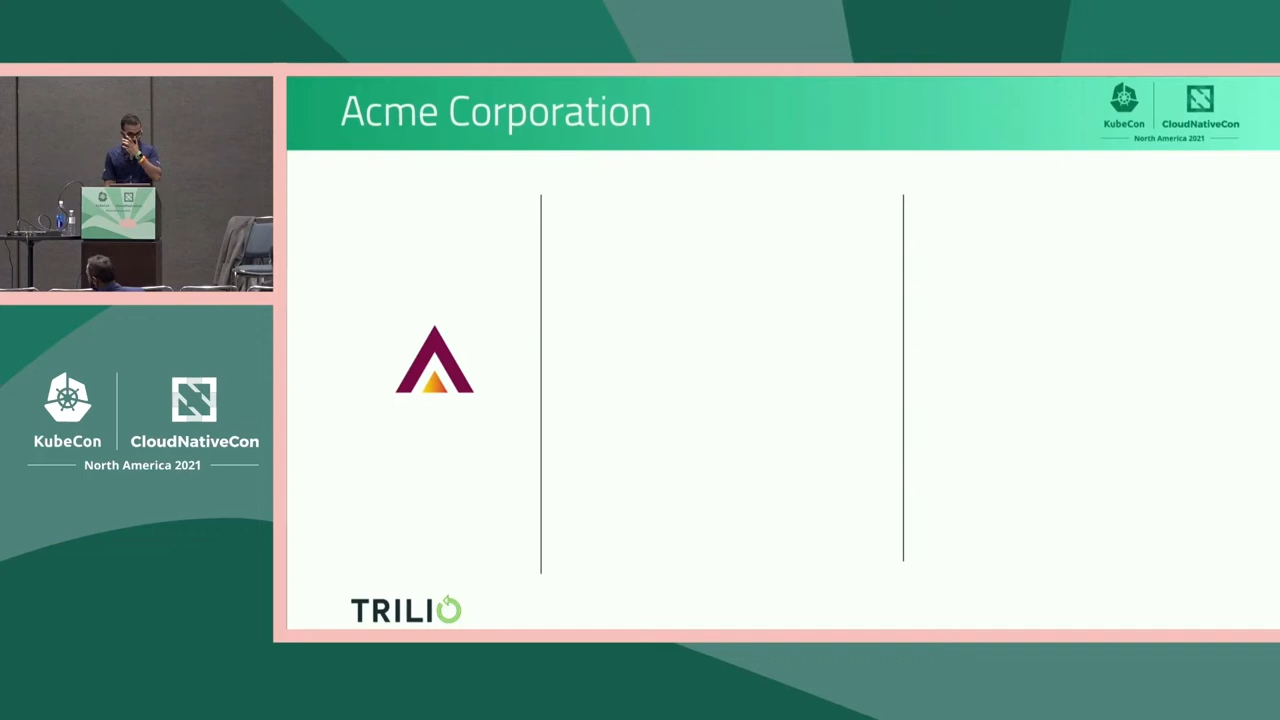 Acme Corporation
KubeCon
CloudNativeCon
North America 2021
KubeCon
CloudNativeCon
North America 2021
TRILIO